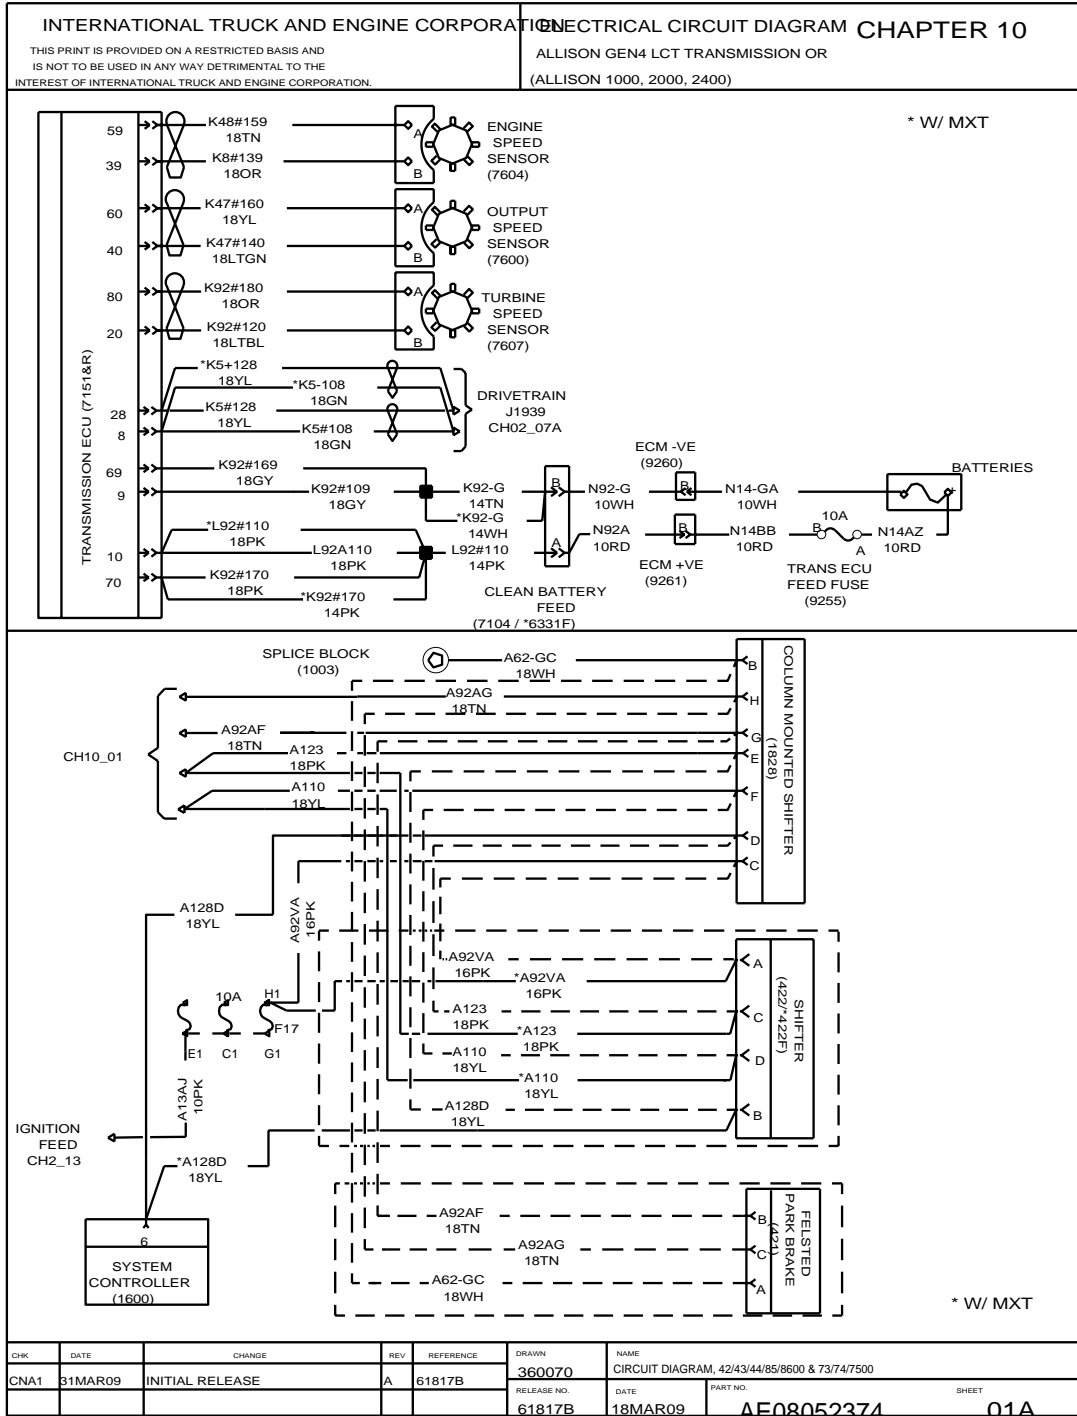 INTERNATIONAL TRUCK AND ENGINE CORPORATION
THIS PRINT IS PROVIDED ON A RESTRICTED BASIS AND
IS NOT TO BE USED IN ANY WAY DETRIMENTAL TO THE
INTEREST OF INTERNATIONAL TRUCK AND ENGINE CORPORATION.
ELECTRICAL CIRCUIT DIAGRAM
CHAPTER 10
ALLISON GEN4 LCT TRANSMISSION OR
(ALLISON 1000, 2000, 2400)
* W/ MXT
TRANSMISSION ECU (7151&R)
59
K48#159
18TN
A
39
K8#139
18OR
B
ENGINE
SPEED
SENSOR
(7604)
60
K47#160
18YL
A
40
K47#140
18LTGN
B
OUTPUT
SPEED
SENSOR
(7600)
80
K92#180
18OR
A
20
K92#120
18LTBL
B
TURBINE
SPEED
SENSOR
(7607)
*K5+128
18YL
*K5-108
18GN
28
K5#128
18YL
8
K5#108
18GN
DRIVETRAIN
J1939
CH02_07A
69
K92#169
18GY
9
K92#109
18GY
K92-G
14TN
*K92-G
14WH
B
N92-G
10WH
ECM -VE
(9260)
B
N14-GA
10WH
BATTERIES
+
*L92#110
18PK
10
L92A110
18PK
L92#110
14PK
A
N92A
10RD
B
ECM +VE
(9261)
N14BB
10RD
10A
B
A
N14AZ
10RD
TRANS ECU
FEED FUSE
(9255)
70
K92#170
18PK
*K92#170
14PK
CLEAN BATTERY
FEED
(7104 / *6331F)
SPLICE BLOCK
(1003)
A62-GC
18WH
B
A92AG
18TN
H
A92AF
18TN
G
CH10_01
A123
18PK
E
A110
18YL
F
D
C
COLUMN MOUNTED SHIFTER
(1828)
A128D
18YL
A92VA
16PK
A92VA
16PK
A
*A92VA
16PK
A123
18PK
C
*A123
18PK
A110
18YL
D
*A110
18YL
A128D
18YL
B
SHIFTER
(422/*422F)
10A
H1
F17
E1
C1
G1
A13AJ
10PK
IGNITION
FEED
CH2_13
*A128D
18YL
6
SYSTEM
CONTROLLER
(1600)
A92AF
18TN
B
A92AG
18TN
C
A62-GC
18WH
A
FELSTED
PARK BRAKE
(421)
* W/ MXT
CHK
DATE
CHANGE
REV
REFERENCE
DRAWN
NAME
CNA1
31MAR09
INITIAL RELEASE
A
61817B
360070
CIRCUIT DIAGRAM, 42/43/44/85/8600 & 73/74/7500
RELEASE NO.
DATE
PART NO.
SHEET
61817B
18MAR09
AE08052374
01A